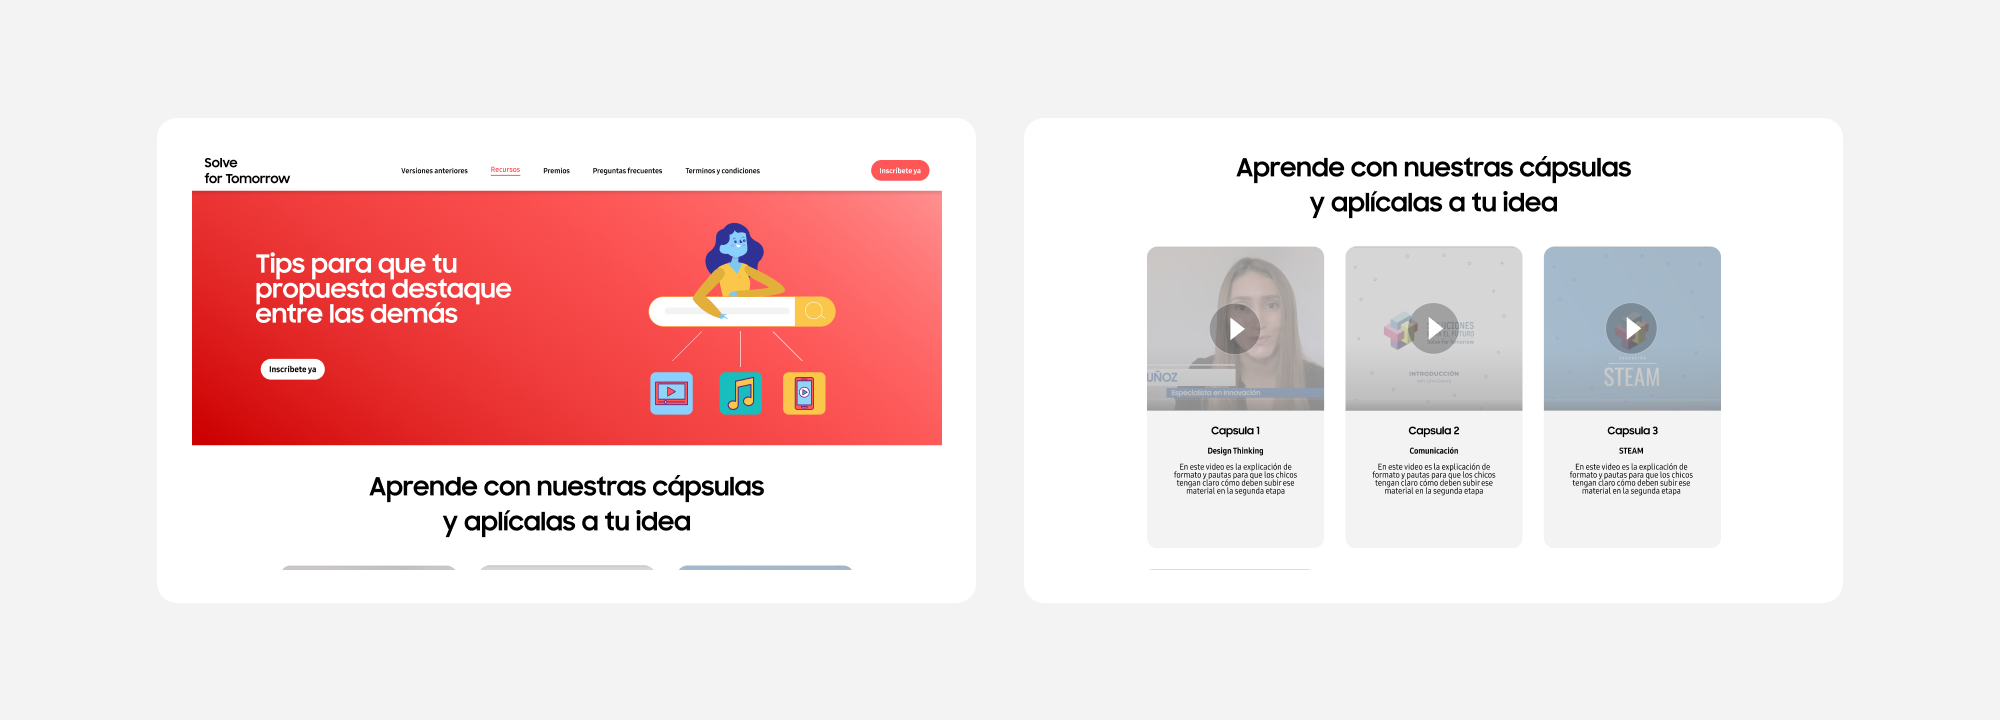 Solve
for Tomorrow
Versiones anteriores
Recursos
Premios
Preguntas frecuentes
Terminos y condiciones
Inscríbete ya
Tips para que tu
propuesta destaque
entre las demás
Inscríbete ya
Aprende con nuestras cápsulas
y aplícalas a tu idea
Aprende con nuestras cápsulas
y aplícalas a tu idea
UÑOZ
Especialista en innovación
Capsula 1
Design Thinking
En este video es la explicación de
formato y pautas para que los chicos
tengan claro cómo deben subir ese
material en la segunda etapa
CIONES
FUTURO
Solve for Tomorrow
INTRODUCCIÓN
Capsula 2
Comunicación
En este video es la explicación de
formato y pautas para que los chicos
tengan claro cómo deben subir ese
material en la segunda etapa
STEAM
Capsula 3
STEAM
En este video es la explicación de
formato y pautas para que los chicos
tengan claro cómo deben subir ese
material en la segunda etapa